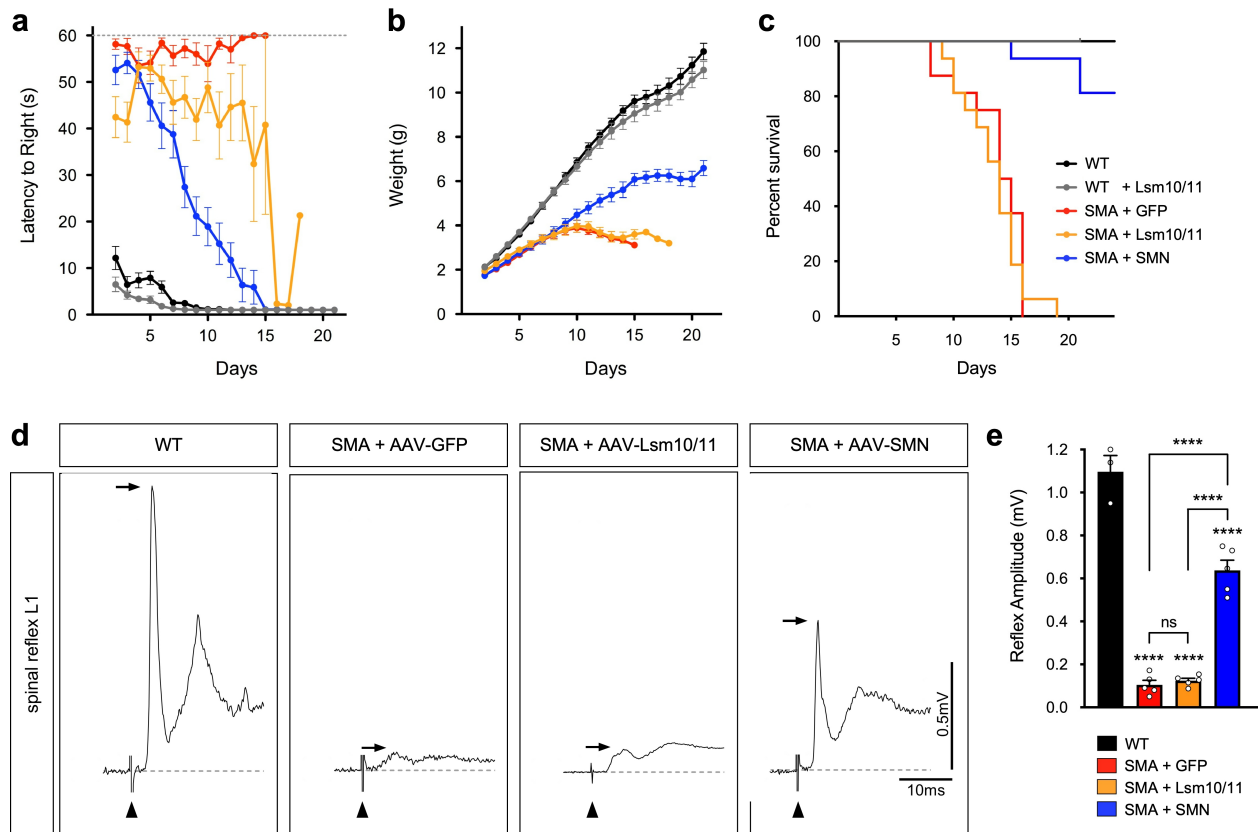 a
60
50
40
30
20
10
0
Latency to Right (s)
5
10
15
20
Days
b
12
10
8
6
4
2
0
Weight (g)
5
10
15
20
Days
c
100
80
60
40
20
0
Percent survival
5
10
15
20
Days
WT
WT + Lsm10/11
SMA + GFP
SMA + Lsm10/11
SMA + SMN
d
WT
SMA + AAV-GFP
SMA + AAV-Lsm10/11
SMA + AAV-SMN
spinal reflex L1
0.5mV
10ms
e
1.2
1.0
0.8
0.6
0.4
0.2
0.0
Reflex Amplitude (mV)
****
****
****
ns
****
****
WT
SMA + GFP
SMA + Lsm10/11
SMA + SMN